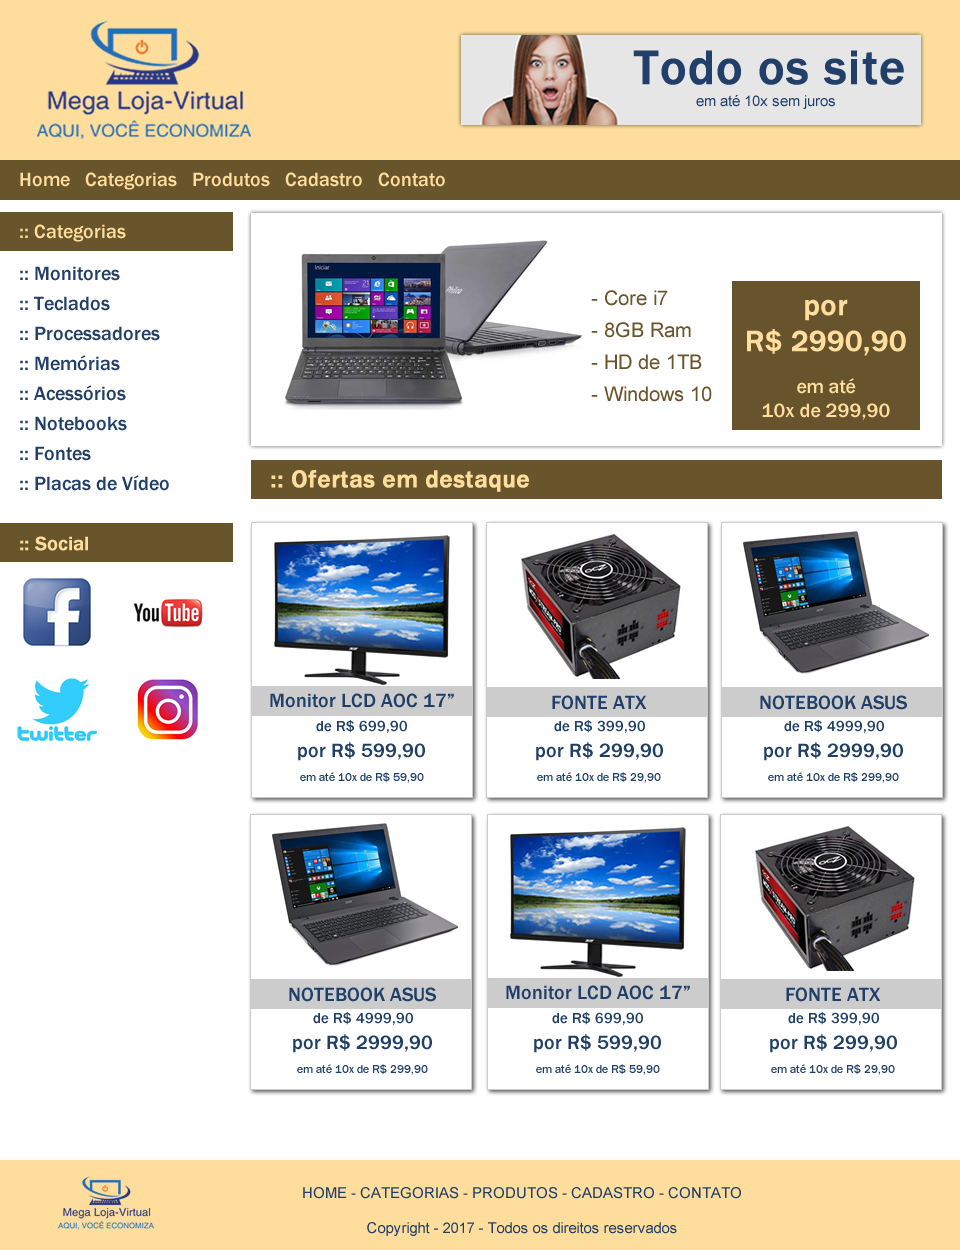 Mega Loja-Virtual
AQUI, VOCÊ ECONOMIZA
Todo os site
em até 10x sem juros
Home Categorias Produtos Cadastro Contato
:: Categorias
:: Monitores
:: Teclados
:: Processadores
:: Memórias
:: Acessórios
:: Notebooks
:: Fontes
:: Placas de Vídeo
:: Social
You Tube
twitter
Iniciar
Philco
- Core i7
- 8GB Ram
- HD de 1TB
- Windows 10
por
R$ 2990,90
em até
10x de 299,90
:: Ofertas em destaque
acer
Monitor LCD AOC 17”
de R$ 699,90
por R$ 599,90
em até 10x de R$ 59,90
OCZ
FONTE ATX
de R$ 399,90
por R$ 299,90
em até 10x de R$ 29,90
NOTEBOOK ASUS
de R$ 4999,90
por R$ 2999,90
em até 10x de R$ 299,90
NOTEBOOK ASUS
de R$ 4999,90
por R$ 2999,90
em até 10x de R$ 299,90
acer
Monitor LCD AOC 17”
de R$ 699,90
por R$ 599,90
em até 10x de R$ 59,90
OCZ
FONTE ATX
de R$ 399,90
por R$ 299,90
em até 10x de R$ 29,90
Mega Loja-Virtual
AQUI, VOCÊ ECONOMIZA
HOME - CATEGORIAS - PRODUTOS - CADASTRO - CONTATO
Copyright - 2017 - Todos os direitos reservados